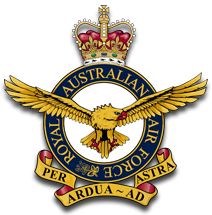 ROYAL AUSTRALIAN AIR FORCE
PER ARDUA ~ AD ASTRA